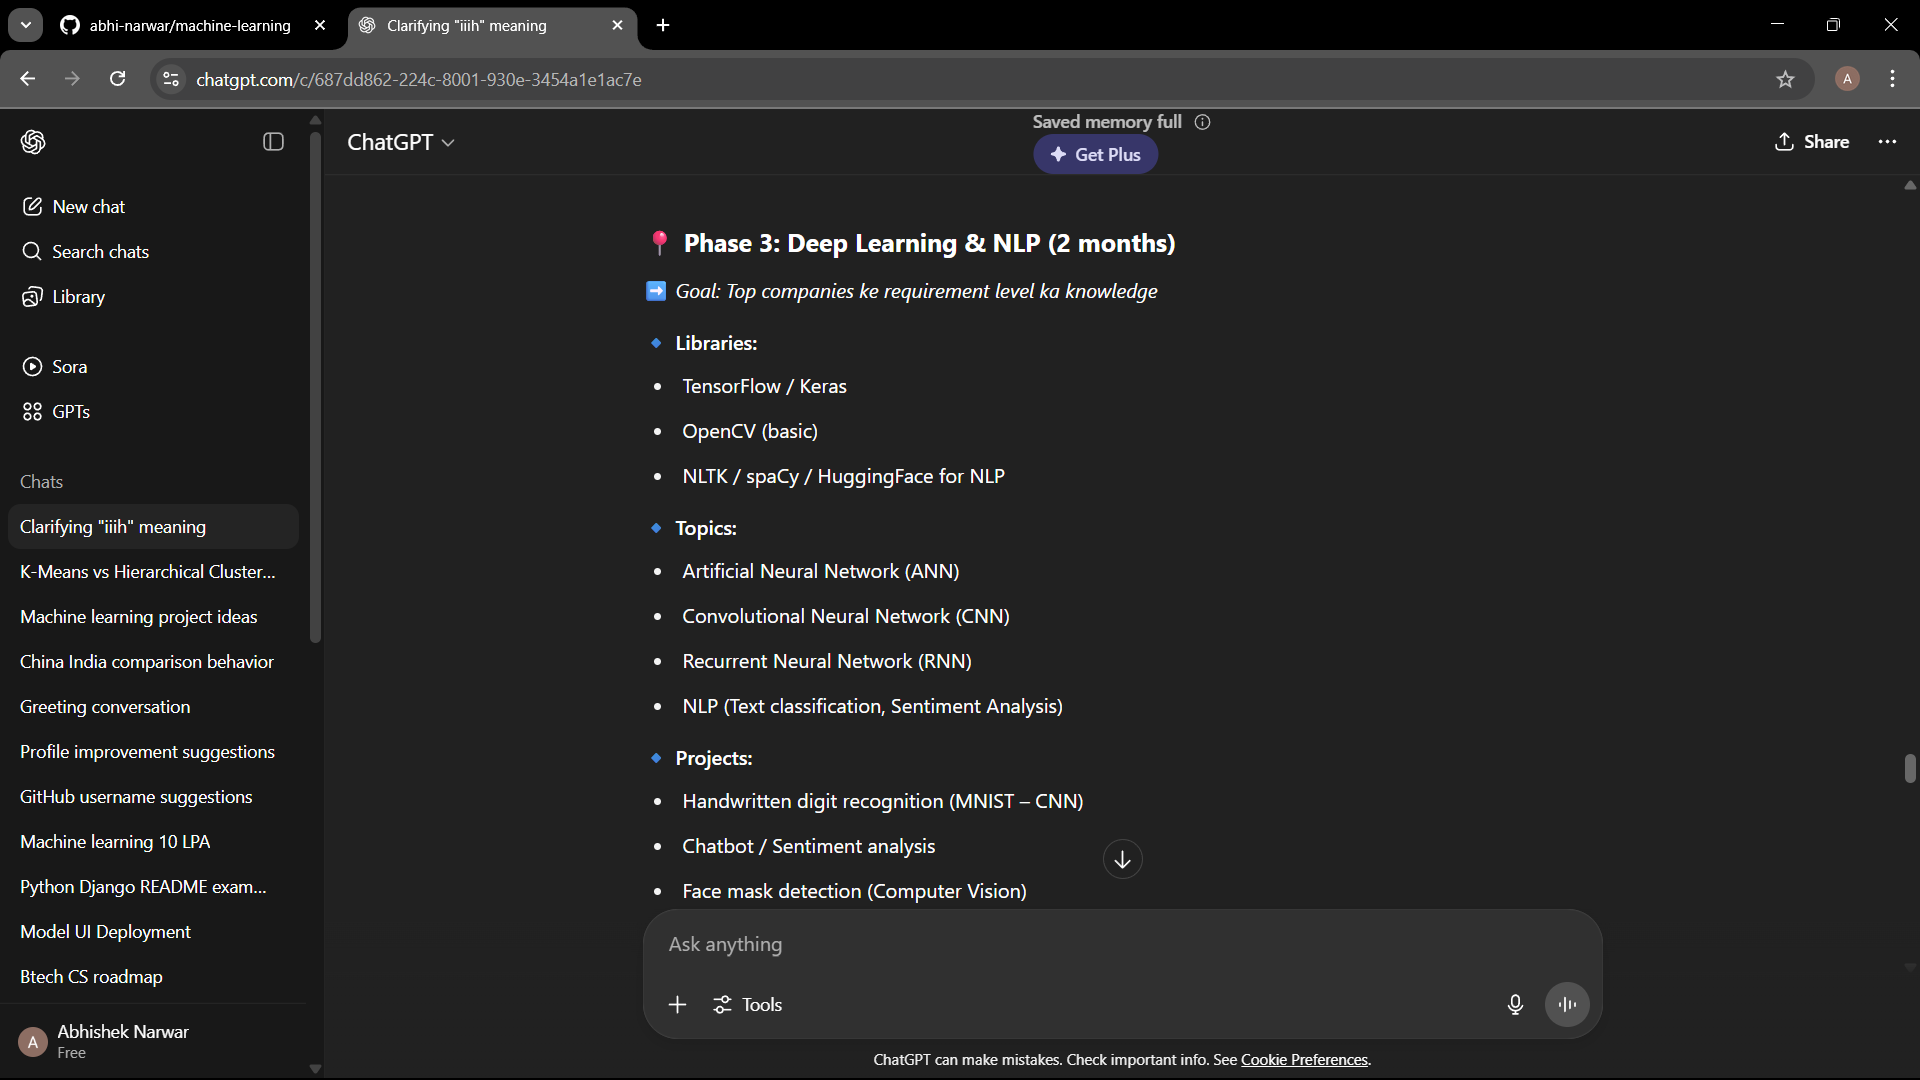 abhi-narwar/machine-learning
Clarifying "iiih" meaning
chatgpt.com/c/687dd862-224c-8001-930e-3454a1e1ac7e
A
ChatGPT
Saved memory full
Get Plus
Share
New chat
Search chats
Library
Sora
GPTs
Chats
Clarifying "iiih" meaning
K-Means vs Hierarchical Cluster...
Machine learning project ideas
China India comparison behavior
Greeting conversation
Profile improvement suggestions
GitHub username suggestions
Machine learning 10 LPA
Python Django README exam...
Model UI Deployment
Btech CS roadmap
A
Abhishek Narwar
Free
Phase 3: Deep Learning & NLP (2 months)
Goal: Top companies ke requirement level ka knowledge
Libraries:
TensorFlow / Keras
OpenCV (basic)
NLTK / spaCy / HuggingFace for NLP
Topics:
Artificial Neural Network (ANN)
Convolutional Neural Network (CNN)
Recurrent Neural Network (RNN)
NLP (Text classification, Sentiment Analysis)
Projects:
Handwritten digit recognition (MNIST – CNN)
Chatbot / Sentiment analysis
Face mask detection (Computer Vision)
Ask anything
Tools
ChatGPT can make mistakes. Check important info. See Cookie Preferences.